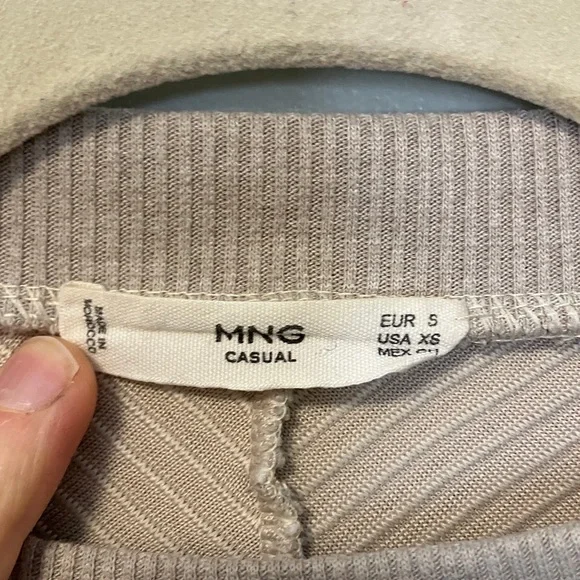 MADE IN
MOROCCO
MNG
CASUAL
EUR S
USA XS
MEX